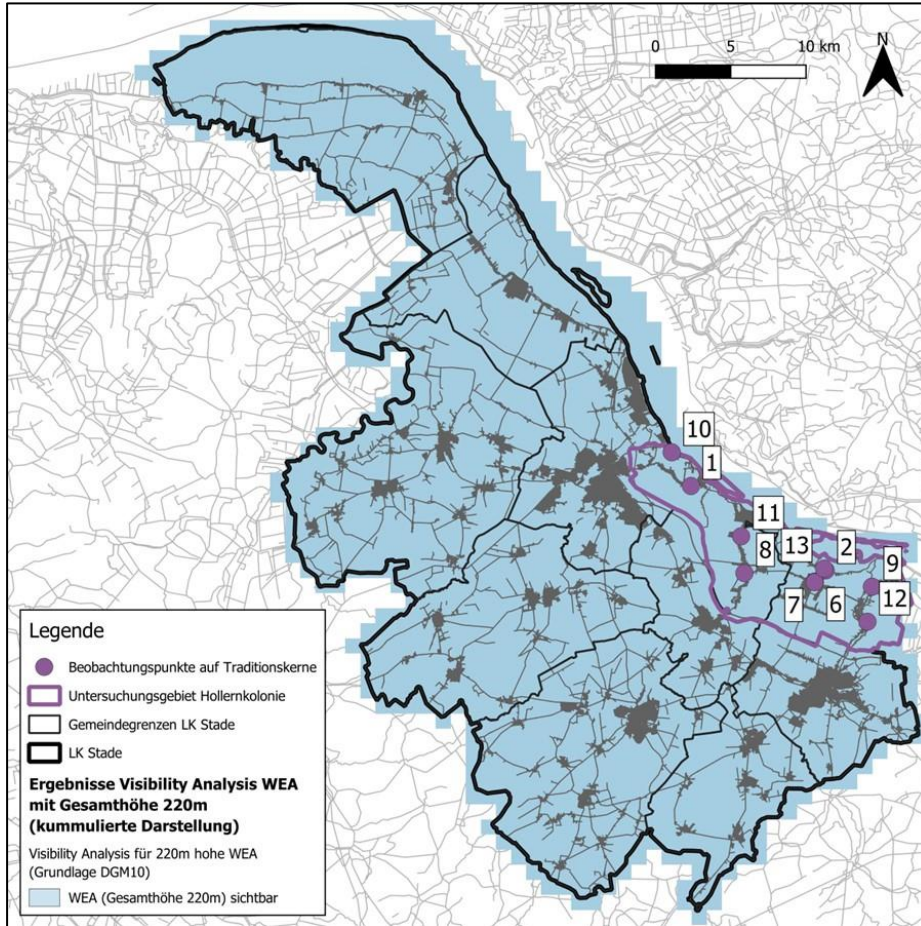 0 5 10 km
N
10
1
11
8
13
2
9
7
6
12
Legende
Beobachtungspunkte auf Traditionskerne
Untersuchungsgebiet Hollernkolonie
Gemeindegrenzen LK Stade
LK Stade
Ergebnisse Visibility Analysis WEA
mit Gesamthöhe 220m
(kummulierte Darstellung)
Visibility Analysis für 220m hohe WEA
(Grundlage DGM10)
WEA (Gesamthöhe 220m) sichtbar